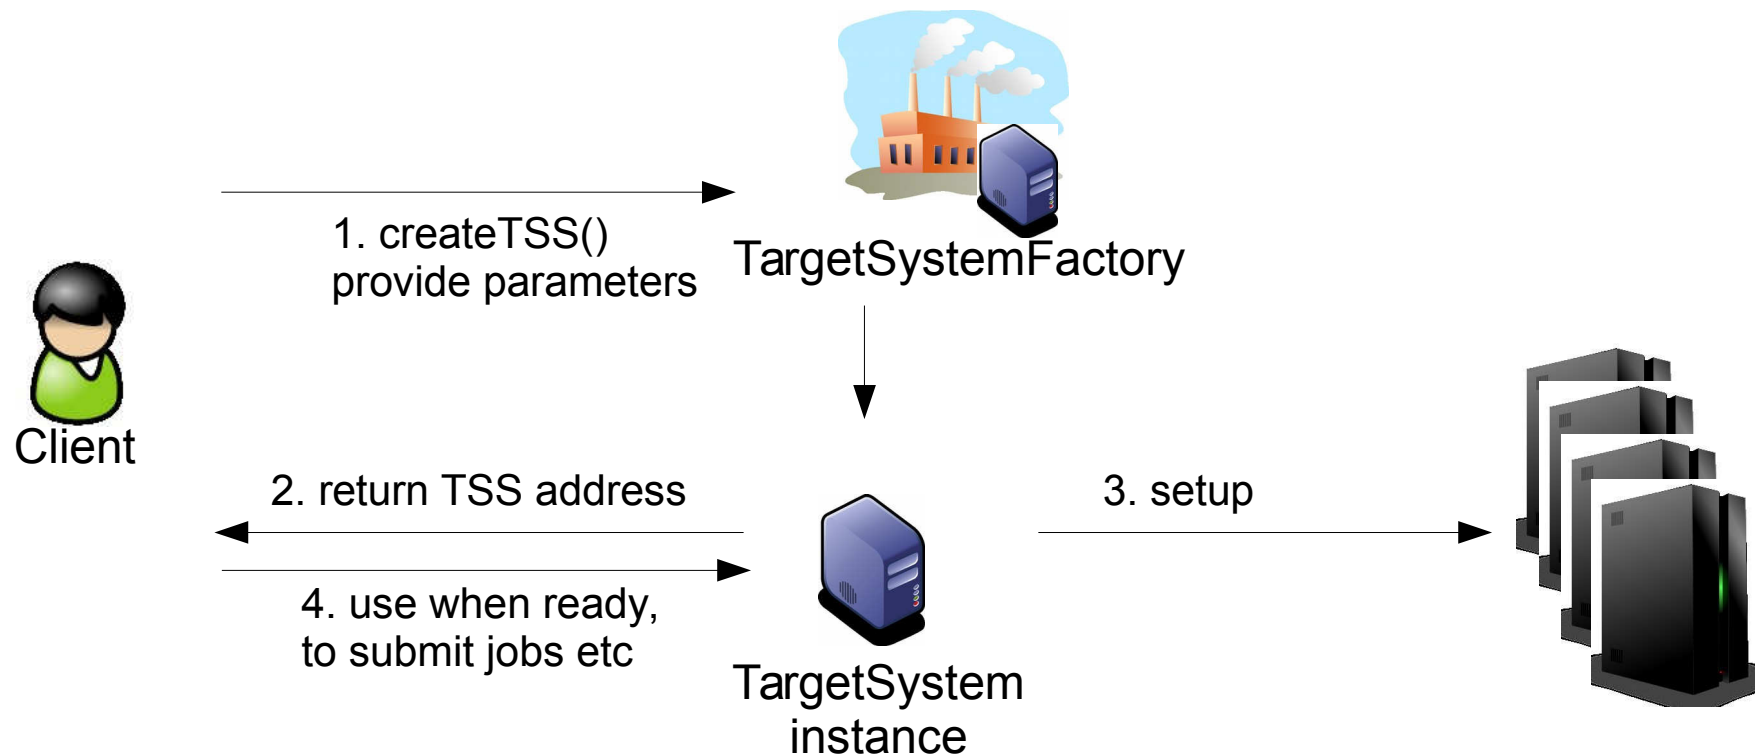 1. createTSS()
provide parameters
TargetSystemFactory
Client
2. return TSS address
3. setup
4. use when ready,
to submit jobs etc
TargetSystem
instance